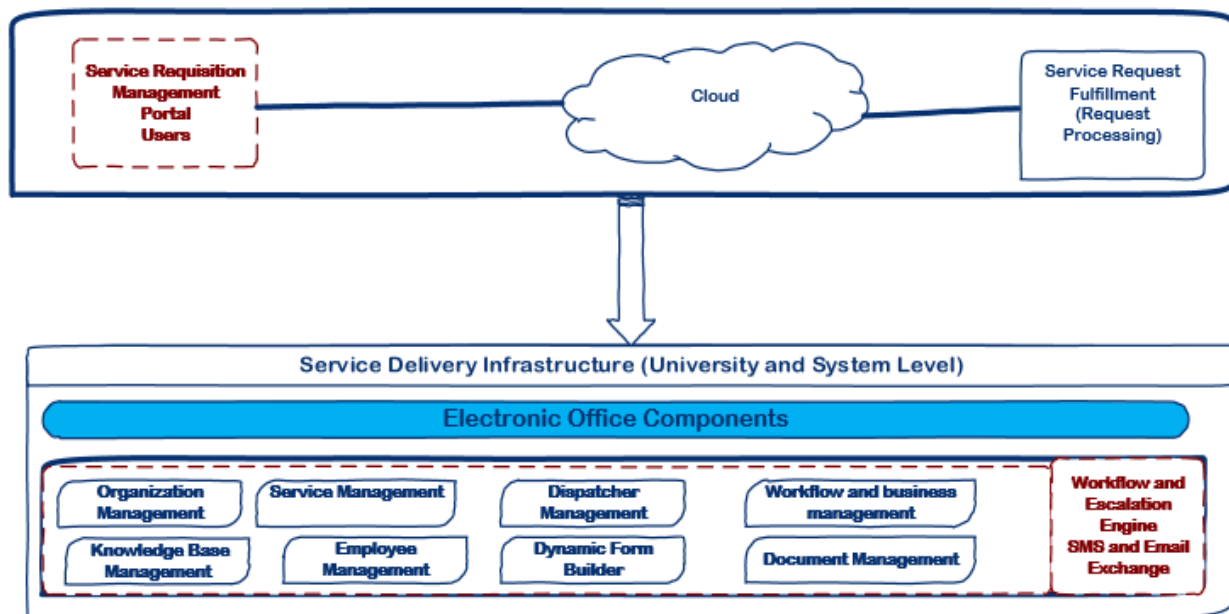 Service Requisition
Management
Portal
Users
Cloud
Service Request
Fulfillment
(Request
Processing)
Service Delivery Infrastructure (University and System Level)
Electronic Office Components
Organization
Management
Service Management
Dispatcher
Management
Workflow and business
management
Knowledge Base
Management
Employee
Management
Dynamic Form
Builder
Document Management
Workflow and
Escalation
Engine
SMS and Email
Exchange